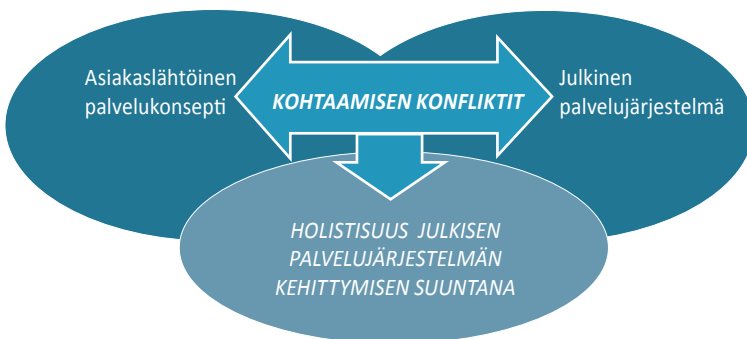 Asiakaslähtöinen
palvelukonsepti
KOHTAAMISEN KONFLIKTIT
Julkinen
palvelujärjestelmä
HOLISTISUUS JULKISEN
PALVELUJÄRJESTELMÄN
KEHITTYMISEN SUUNTANA